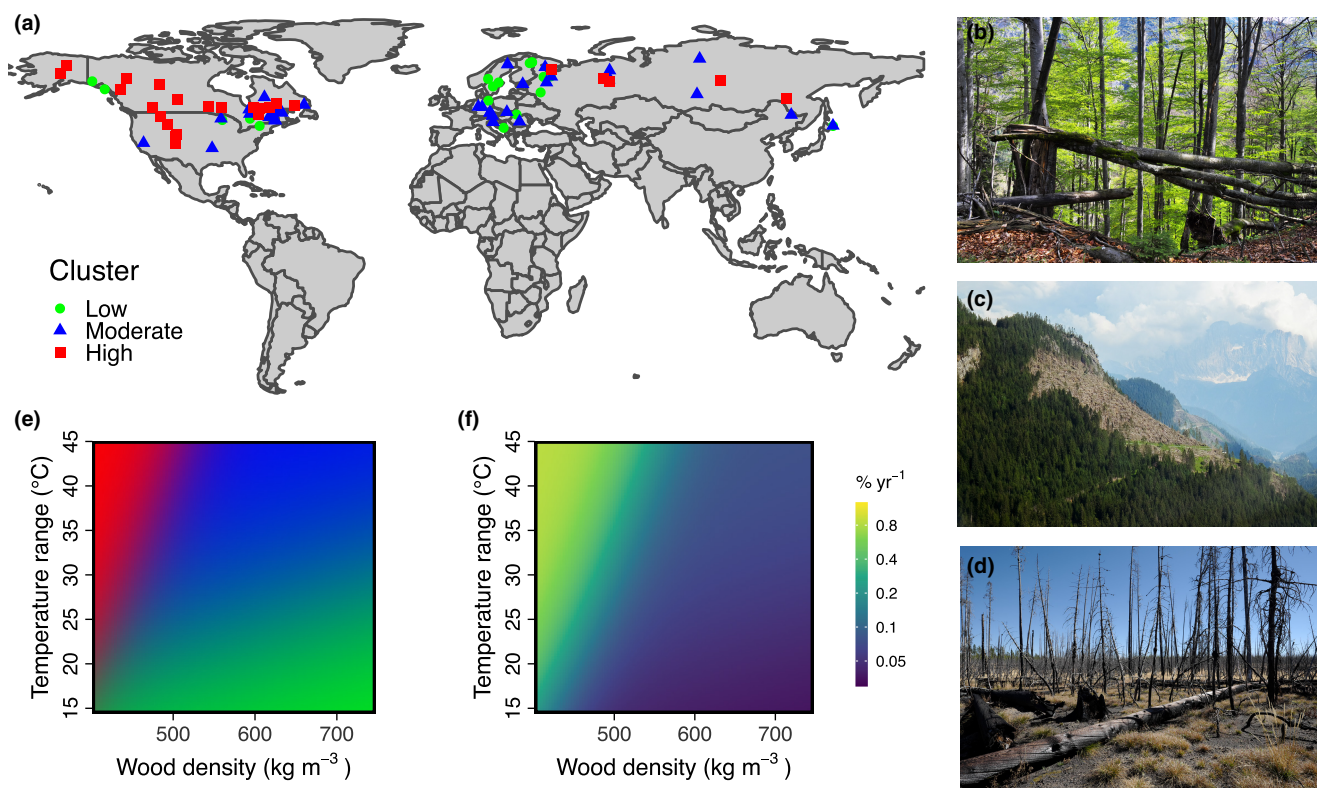 (a)
Cluster
Low
Moderate
High
(b)
(c)
(d)
(e)
Temperature range (°C)
45
40
35
30
25
20
15
500
600
700
Wood density (kg m⁻³ )
(f)
Temperature range (°C)
45
40
35
30
25
20
15
500
600
700
Wood density (kg m⁻³ )
% yr⁻¹
0.8
0.4
0.2
0.1
0.05